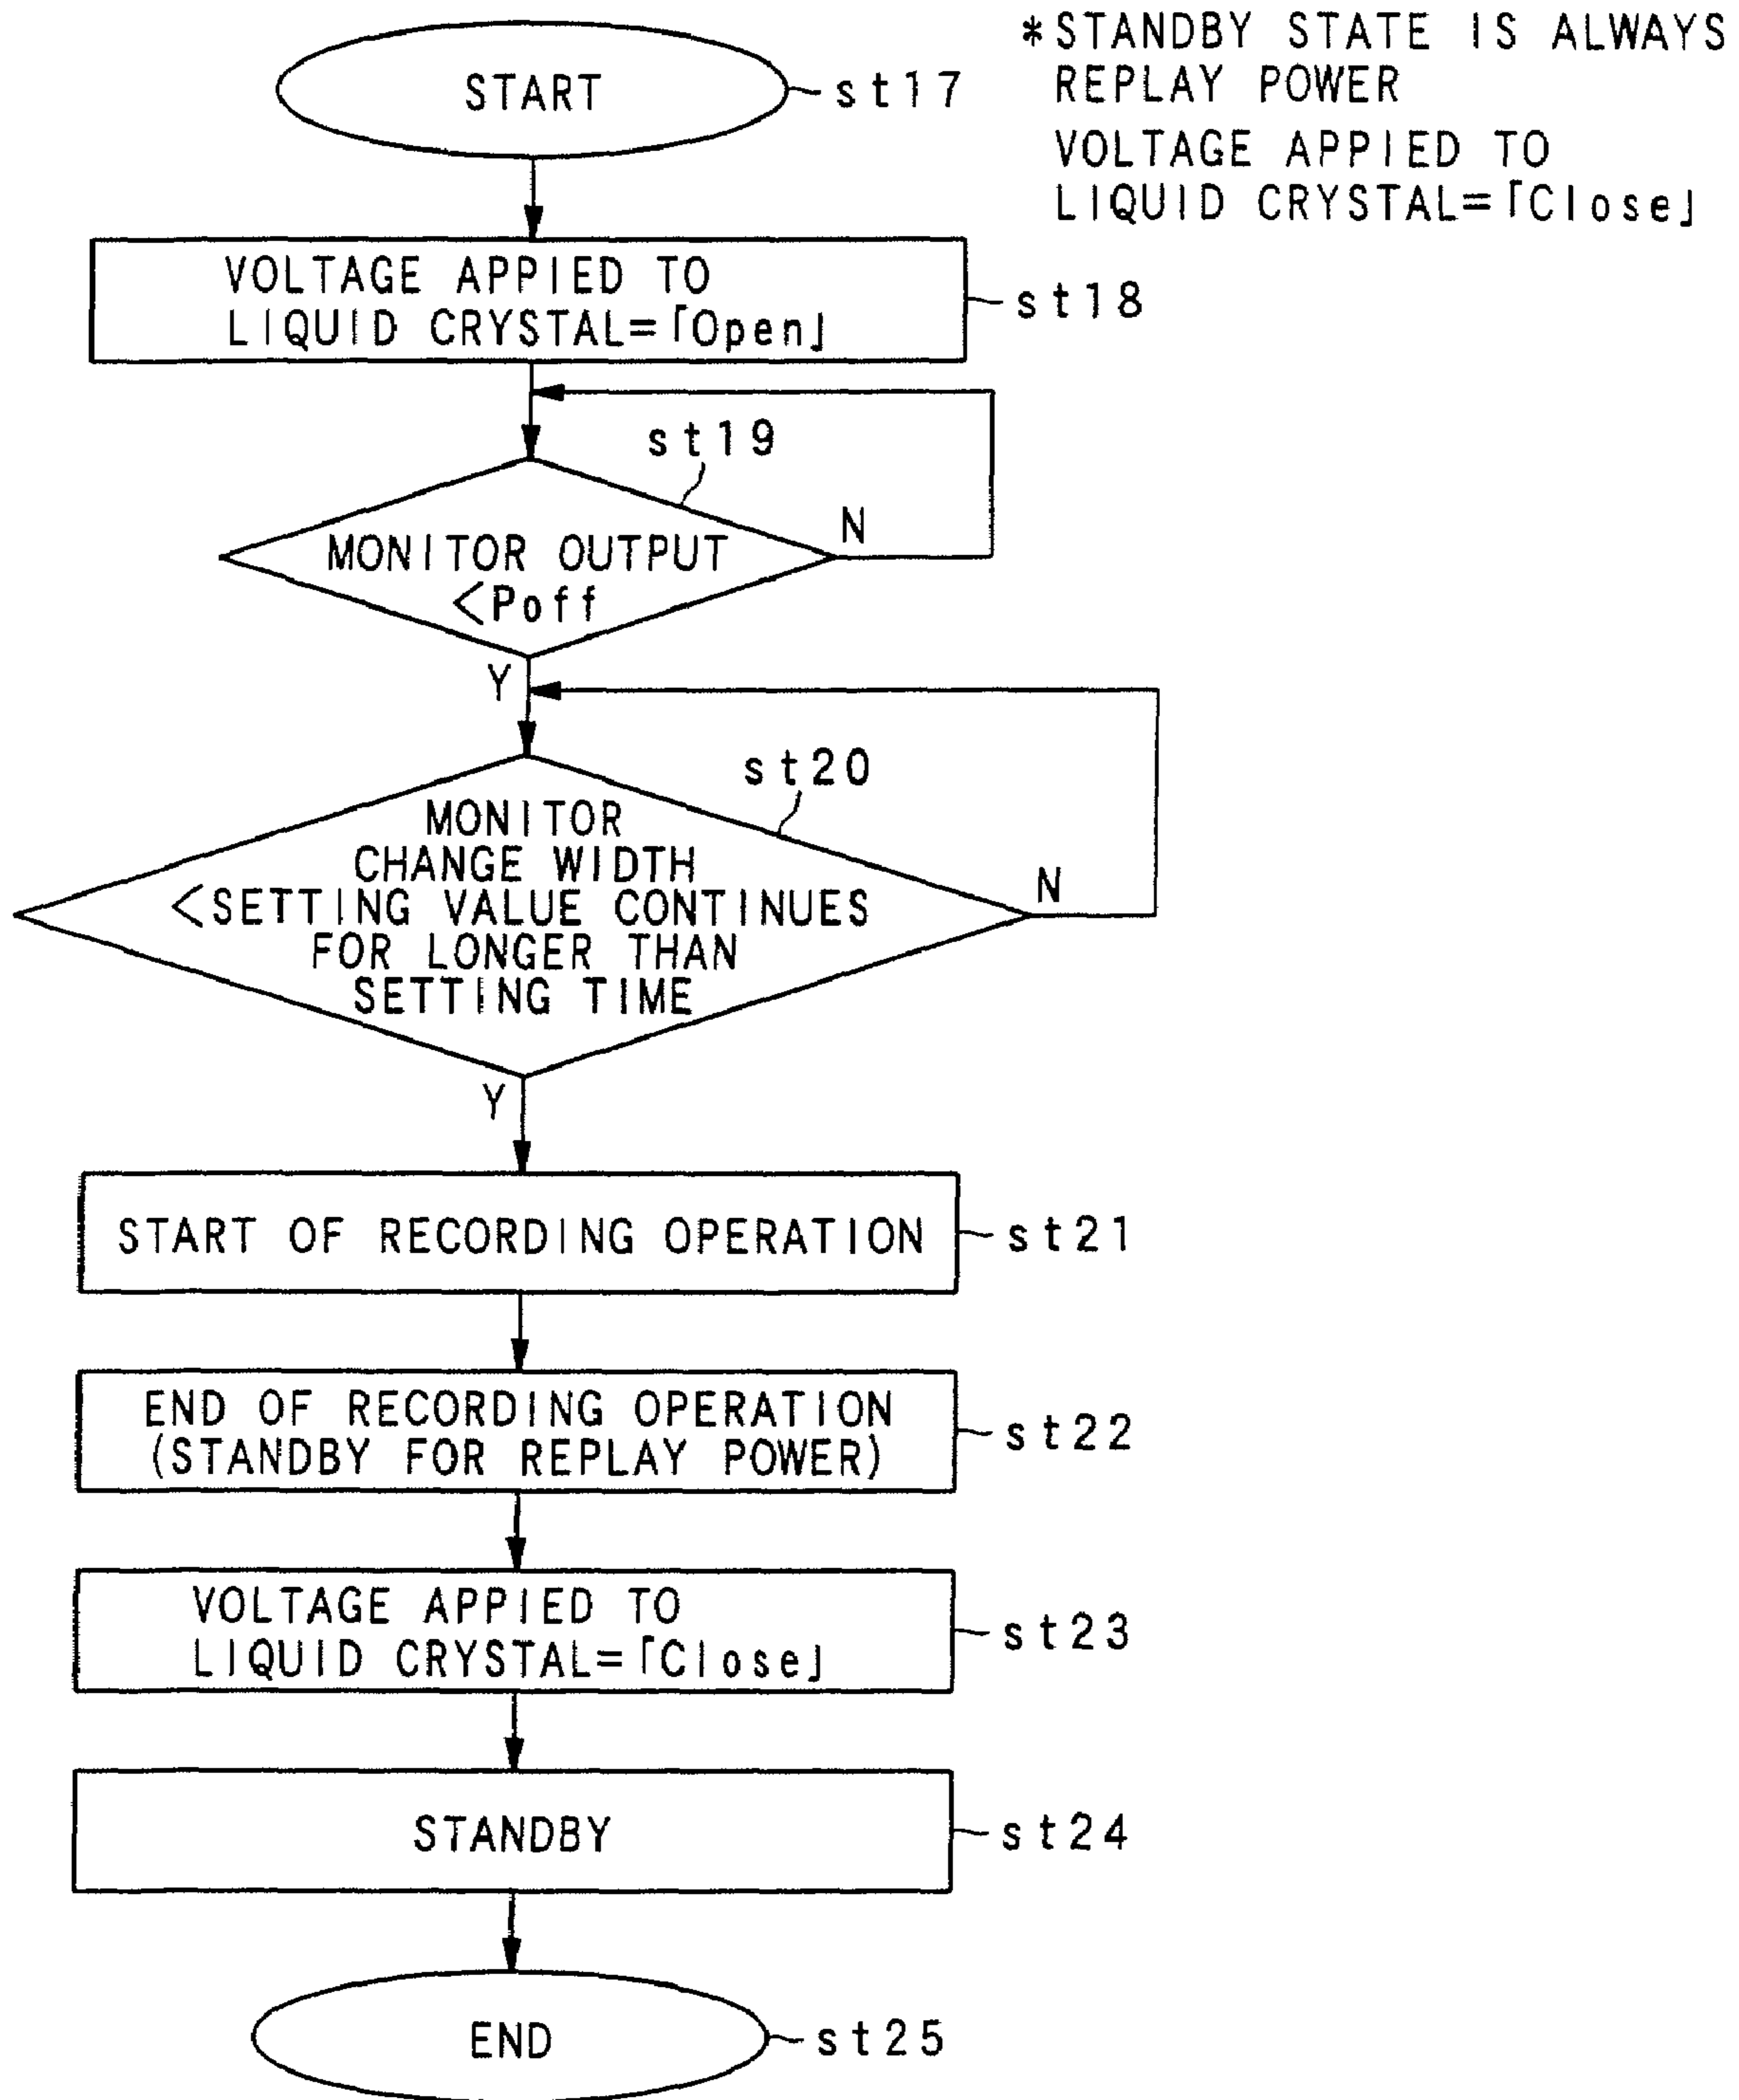 START
st17
*STANDBY STATE IS ALWAYS
REPLAY POWER
VOLTAGE APPIED TO
LIQUID CRYSTAL=「Close」
VOLTAGE APPIED TO
LIQUID CRYSTAL=「Open」
st18
st19
MONITOR OUTPUT
<Poff
N
Y
st20
MONITOR
CHANGE WIDTH
<SETTING VALUE CONTINUES
FOR LONGER THAN
SETTING TIME
N
Y
START OF RECORDING OPERATION
st21
END OF RECORDING OPERATION
(STANDBY FOR REPLAY POWER)
st22
VOLTAGE APPIED TO
LIQUID CRYSTAL=「Close」
st23
STANDBY
st24
END
st25